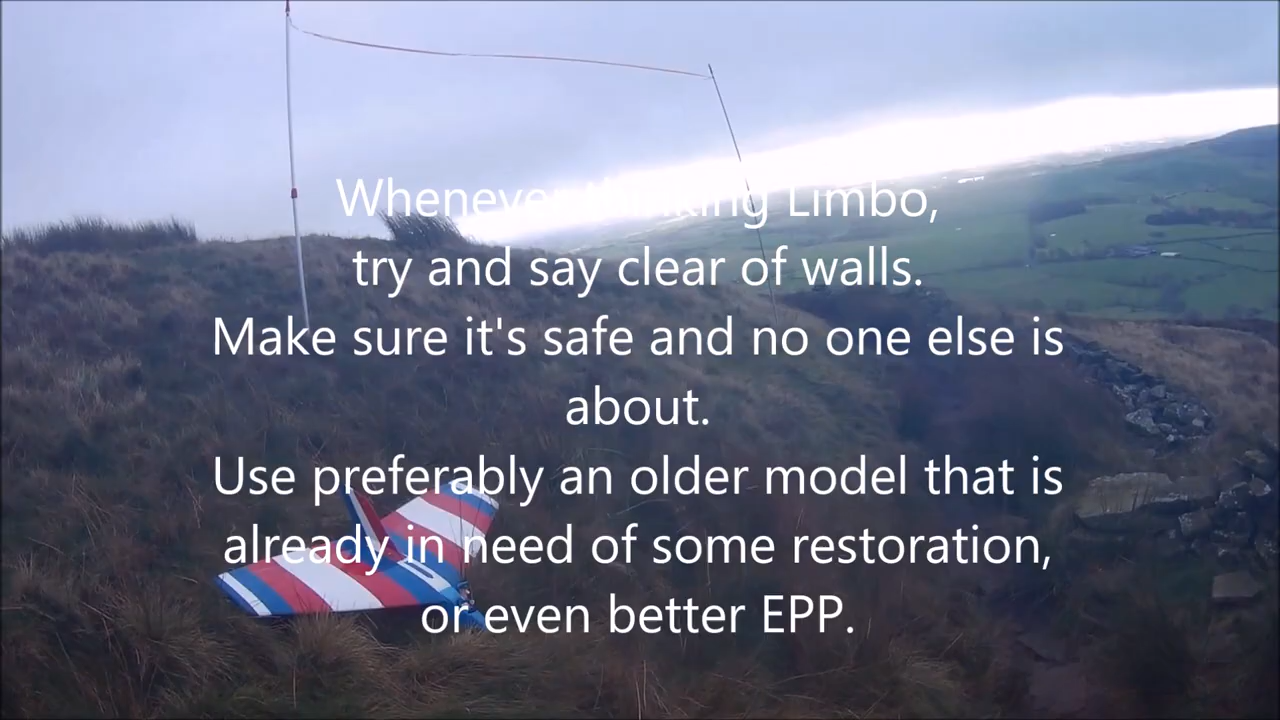 Whenever thinking Limbo,
try and say clear of walls.
Make sure it's safe and no one else is
about.
Use preferably an older model that is
already in need of some restoration,
or even better EPP.